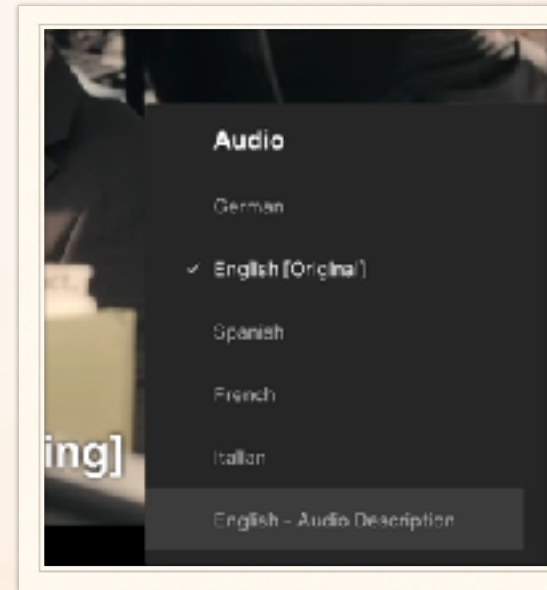 Audio
German
English [Original]
Spanish
French
Italian
ing]
English - Audio Description